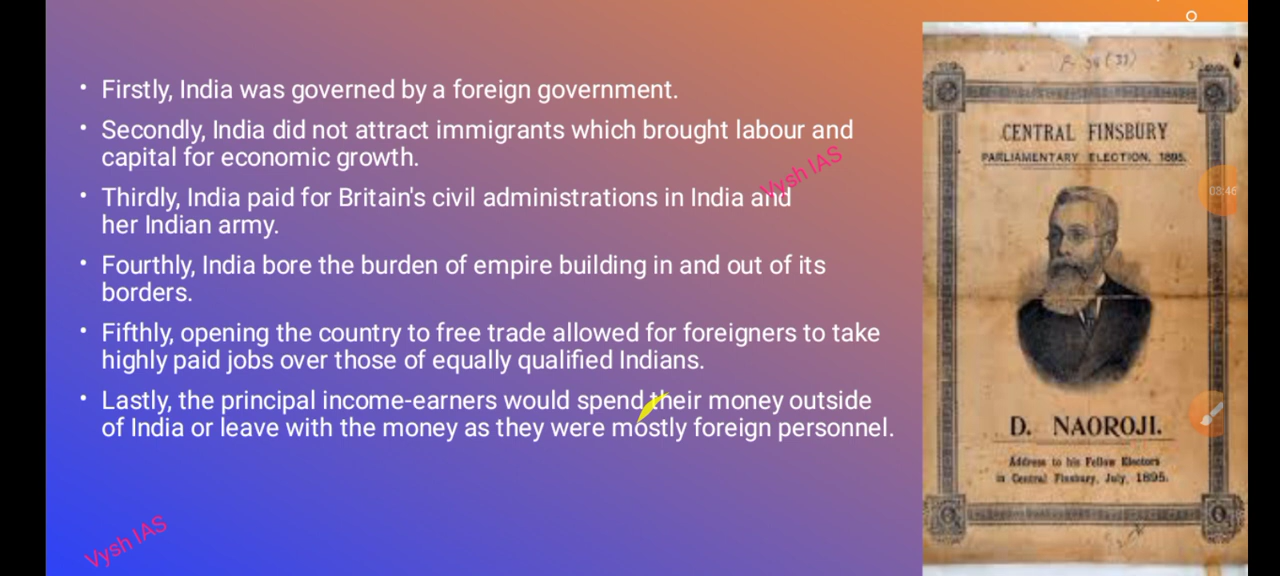 • Firstly, India was governed by a foreign government.
• Secondly, India did not attract immigrants which brought labour and
capital for economic growth.
• Thirdly, India paid for Britain's civil administrations in India and
her Indian army.
• Fourthly, India bore the burden of empire building in and out of its
borders.
• Fifthly, opening the country to free trade allowed for foreigners to take
highly paid jobs over those of equally qualified Indians.
• Lastly, the principal income-earners would spend their money outside
of India or leave with the money as they were mostly foreign personnel.
Vysh IAS
Vysh IAS
CENTRAL FINSBURY
PARLIAMENTARY ELECTION, 1895.
D. NAOROJI.
Address to his Fellow Electors
in Central Finsbury, July, 1895.
08:46